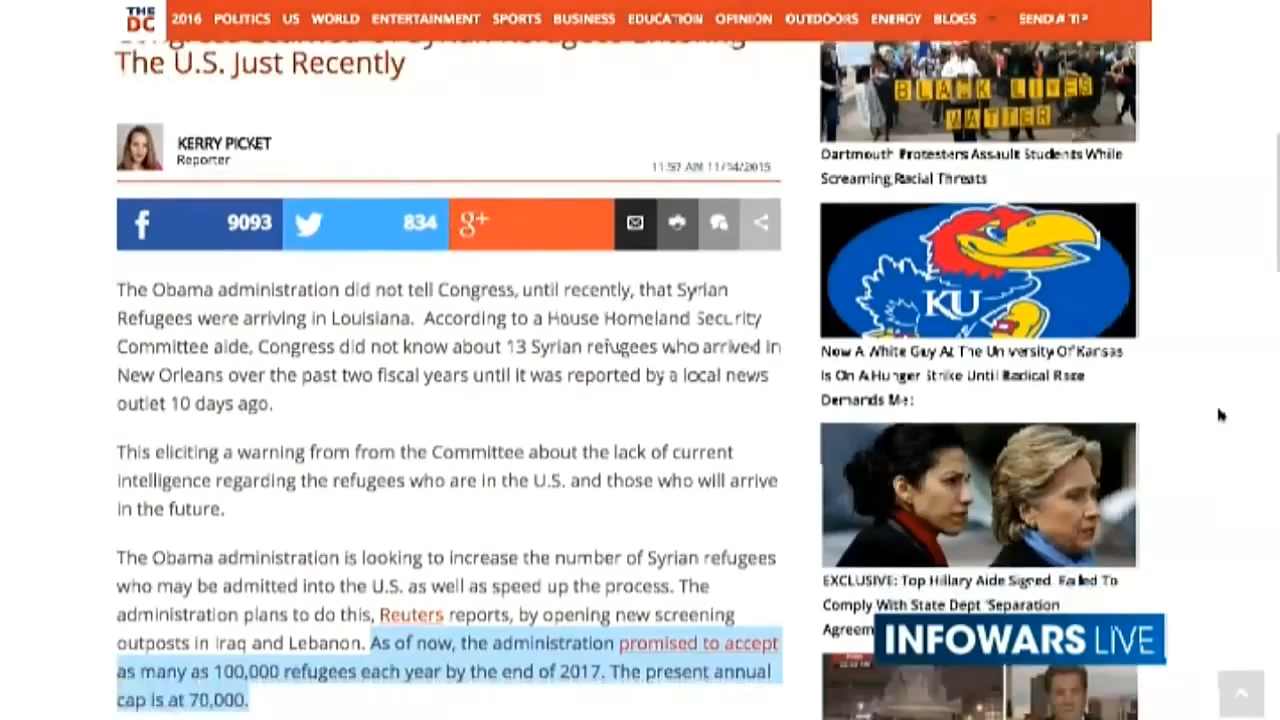 THE
DC
2016 POLITICS US WORLD ENTERTAINMENT SPORTS BUSINESS EDUCATION OPINION OUTDOORS ENERGY BLOGS SEND A TIP
Congress Learned Syrian Refugees Entering
The U.S. Just Recently
KERRY PICKET
Reporter
11:57 AM 11/14/2015
9093
834
g+
The Obama administration did not tell Congress, until recently, that Syrian
Refugees were arriving in Louisiana. According to a House Homeland Security
Committee aide, Congress did not know about 13 Syrian refugees who arrived in
New Orleans over the past two fiscal years until it was reported by a local news
outlet 10 days ago.
This eliciting a warning from from the Committee about the lack of current
intelligence regarding the refugees who are in the U.S. and those who will arrive
in the future.
The Obama administration is looking to increase the number of Syrian refugees
who may be admitted into the U.S. as well as speed up the process. The
administration plans to do this, Reuters reports, by opening new screening
outposts in Iraq and Lebanon. As of now, the administration promised to accept
as many as 100,000 refugees each year by the end of 2017. The present annual
cap is at 70,000.
BLACK LIVES
MATTER
Dartmouth Protesters Assault Students While
Screaming Racial Threats
KU
Now A White Guy At The University Of Kansas
Is On A Hunger Strike Until Radical Race
Demands Met
EXCLUSIVE: Top Hillary Aide Signed, Failed To
Comply With State Dept 'Separation
Agreem
INFOWARS LIVE